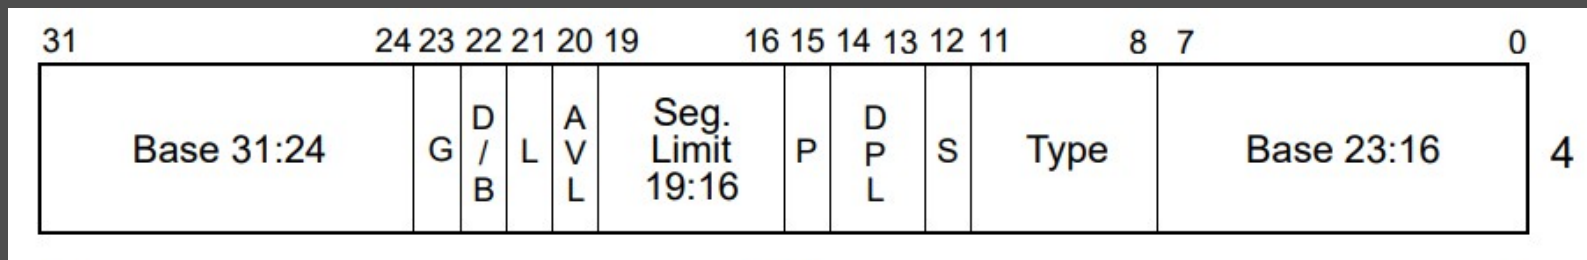 31 24 23 22 21 20 19 16 15 14 13 12 11 8 7 0
Base 31:24 G D / B L A V L Seg. Limit 19:16 P D P L S Type Base 23:16 4